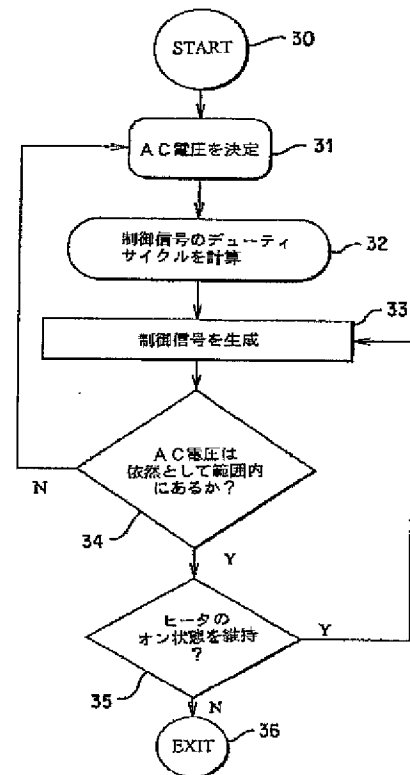 START
30
AC電圧を決定
31
制御信号のデューティ
サイクルを計算
32
33
制御信号を生成
AC電圧は
依然として範囲内
にあるか?
N
34
Y
ヒータの
オン状態を維持
?
Y
35
N
EXIT
36